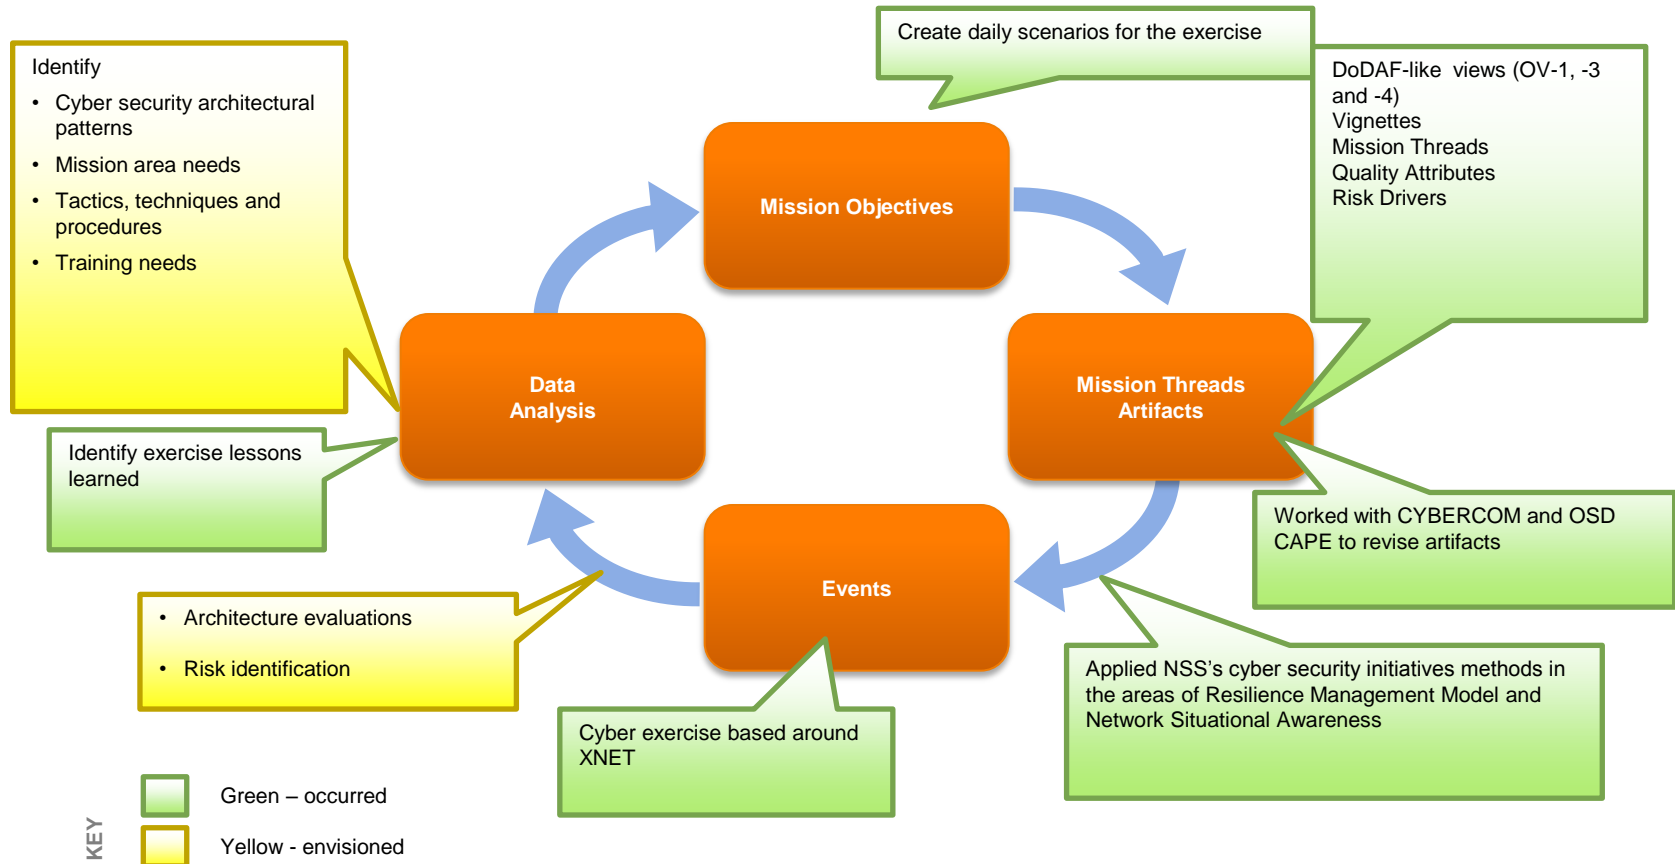 Create daily scenarios for the exercise
Identify
• Cyber security architectural
patterns
• Mission area needs
• Tactics, techniques and
procedures
• Training needs
DoDAF-like views (OV-1, -3
and -4)
Vignettes
Mission Threads
Quality Attributes
Risk Drivers
Mission Objectives
Data
Analysis
Mission Threads
Artifacts
Identify exercise lessons
learned
Worked with CYBERCOM and OSD
CAPE to revise artifacts
Events
• Architecture evaluations
• Risk identification
Applied NSS's cyber security initiatives methods in
the areas of Resilience Management Model and
Network Situational Awareness
Cyber exercise based around
XNET
KEY
Green – occurred
Yellow - envisioned